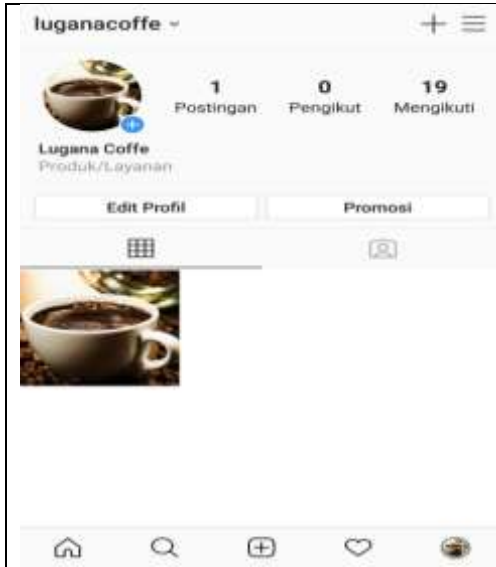 luganacoffe
1 0 19
Postingan Pengikut Mengikuti
Lugana Coffe
Produk/Layanan
Edit Profil Promosi